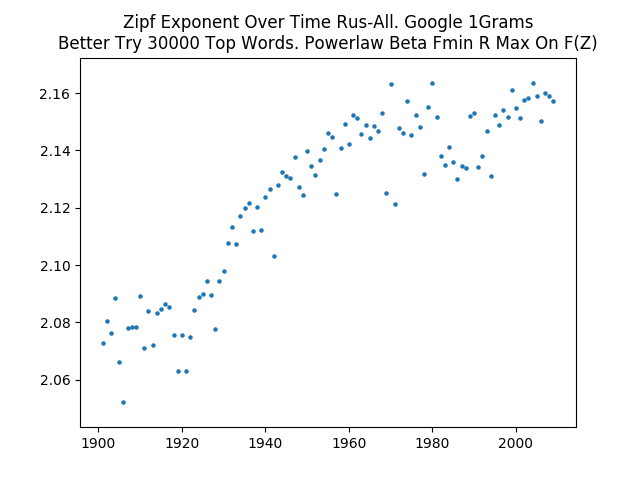 Zipf Exponent Over Time Rus-All. Google 1Grams
Better Try 30000 Top Words. Powerlaw Beta Fmin R Max On F(Z)
2.16
2.14
2.12
2.10
2.08
2.06
1900 1920 1940 1960 1980 2000